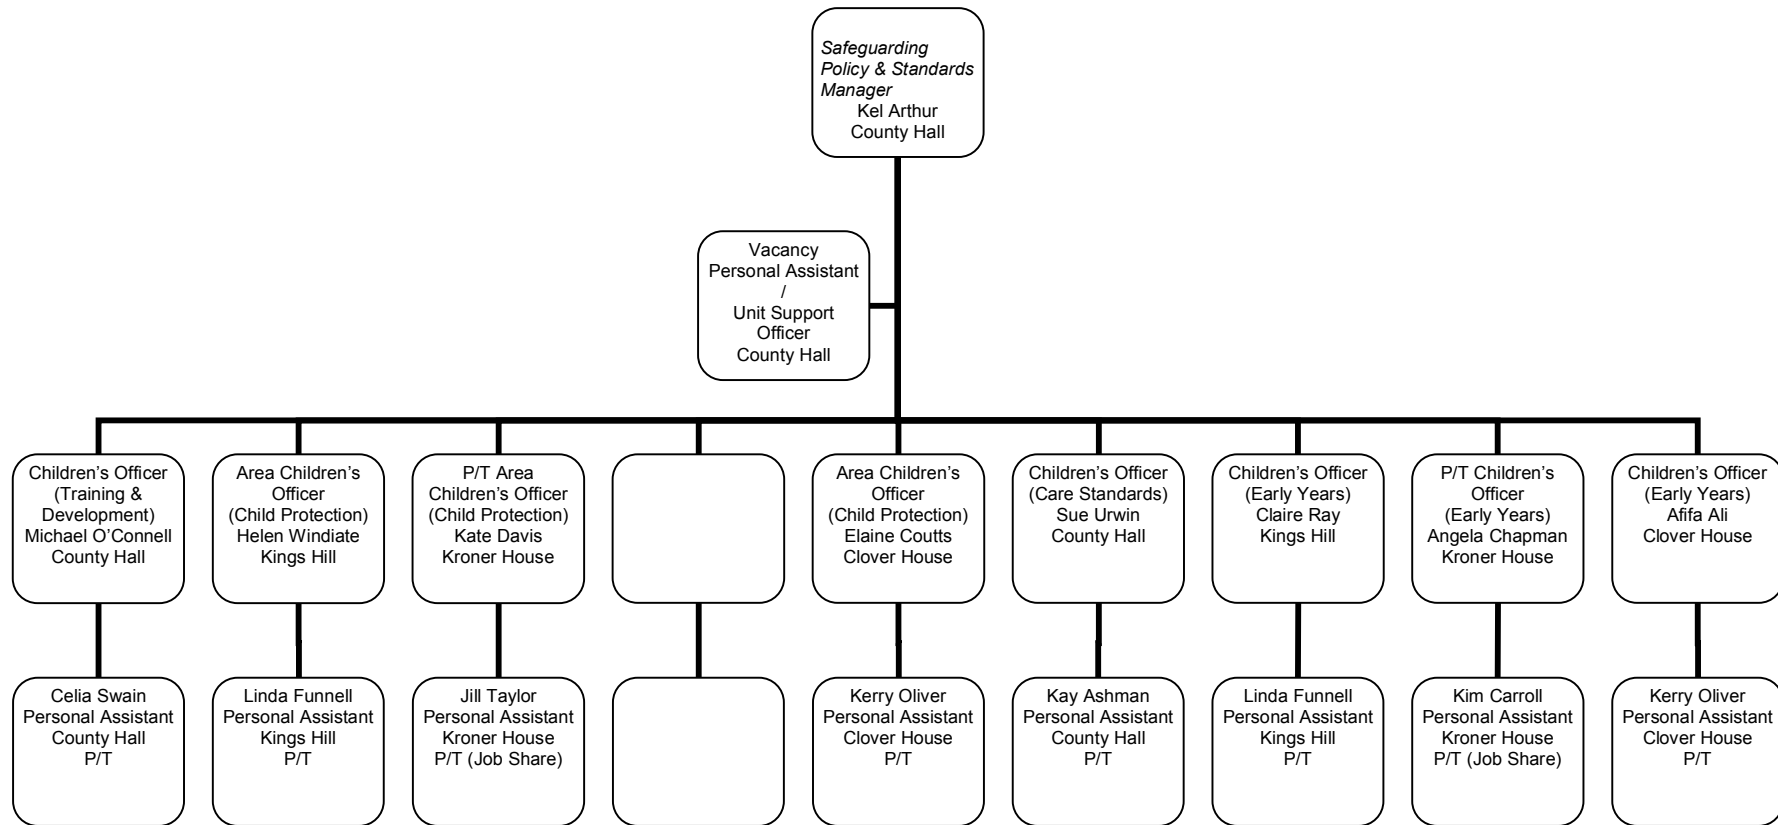 Safeguarding
Policy & Standards
Manager
Kel Arthur
County Hall
Vacancy
Personal Assistant
/
Unit Support
Officer
County Hall
Children’s Officer
(Training &
Development)
Michael O’Connell
County Hall
Area Children’s
Officer
(Child Protection)
Helen Windiate
Kings Hill
P/T Area
Children’s Officer
(Child Protection)
Kate Davis
Kroner House
Area Children’s
Officer
(Child Protection)
Elaine Coutts
Clover House
Children’s Officer
(Care Standards)
Sue Urwin
County Hall
Children’s Officer
(Early Years)
Claire Ray
Kings Hill
P/T Children’s
Officer
(Early Years)
Angela Chapman
Kroner House
Children’s Officer
(Early Years)
Afifa Ali
Clover House
Celia Swain
Personal Assistant
County Hall
P/T
Linda Funnell
Personal Assistant
Kings Hill
P/T
Jill Taylor
Personal Assistant
Kroner House
P/T (Job Share)
Kerry Oliver
Personal Assistant
Clover House
P/T
Kay Ashman
Personal Assistant
County Hall
P/T
Linda Funnell
Personal Assistant
Kings Hill
P/T
Kim Carroll
Personal Assistant
Kroner House
P/T (Job Share)
Kerry Oliver
Personal Assistant
Clover House
P/T